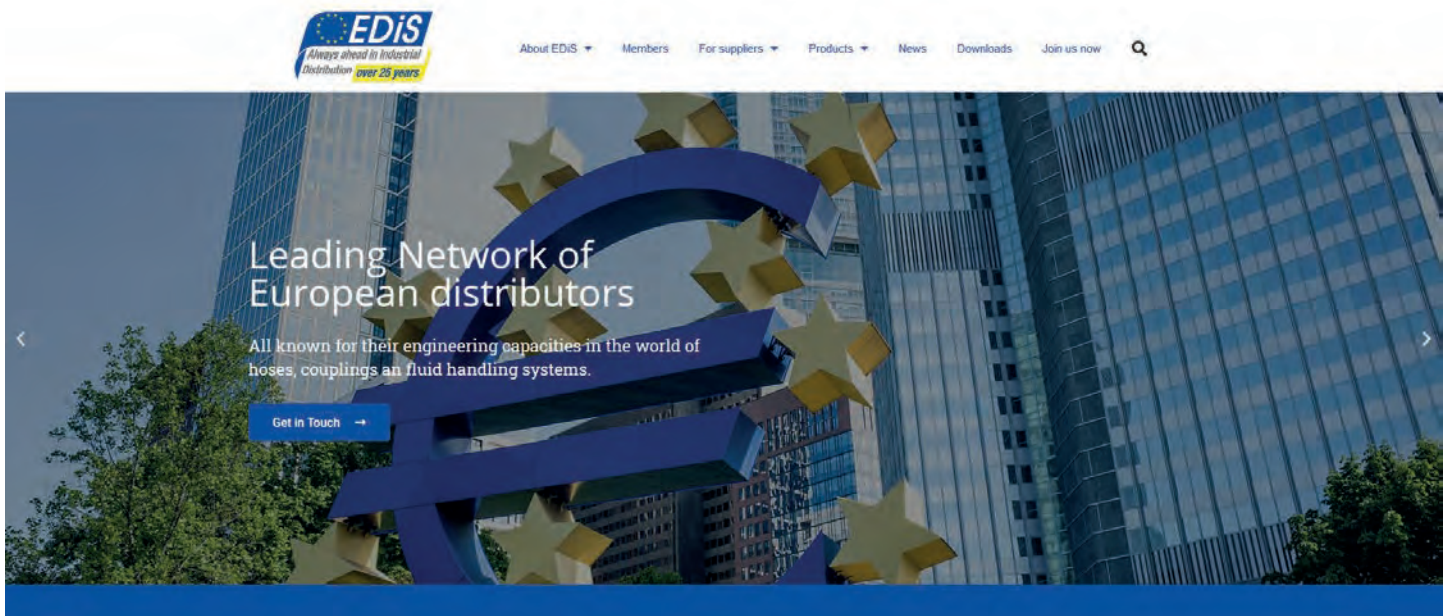 EDiS
Always ahead in Industrial
Distribution over 25 years
About EDiS Members For suppliers Products News Downloads Join us now
Leading Network of
European distributors
All known for their engineering capacities in the world of
hoses, couplings an fluid handling systems.
Get in Touch →